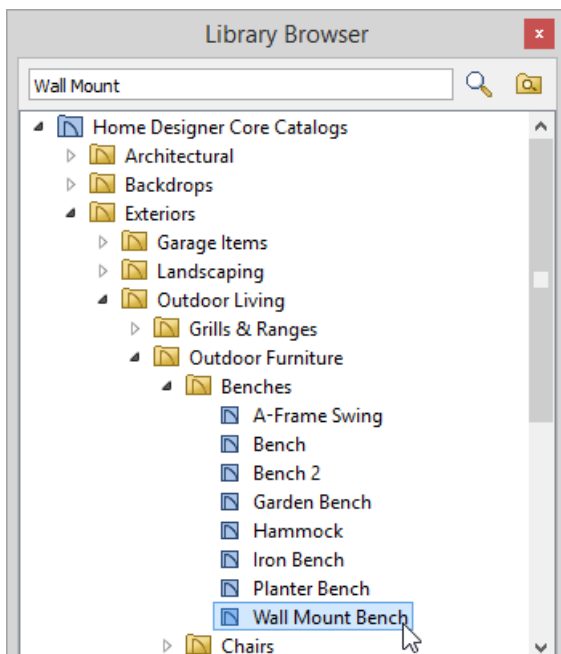 Library Browser
x
Wall Mount
Home Designer Core Catalogs
Architectural
Backdrops
Exteriors
Garage Items
Landscaping
Outdoor Living
Grills & Ranges
Outdoor Furniture
Benches
A-Frame Swing
Bench
Bench 2
Garden Bench
Hammock
Iron Bench
Planter Bench
Wall Mount Bench
Chairs